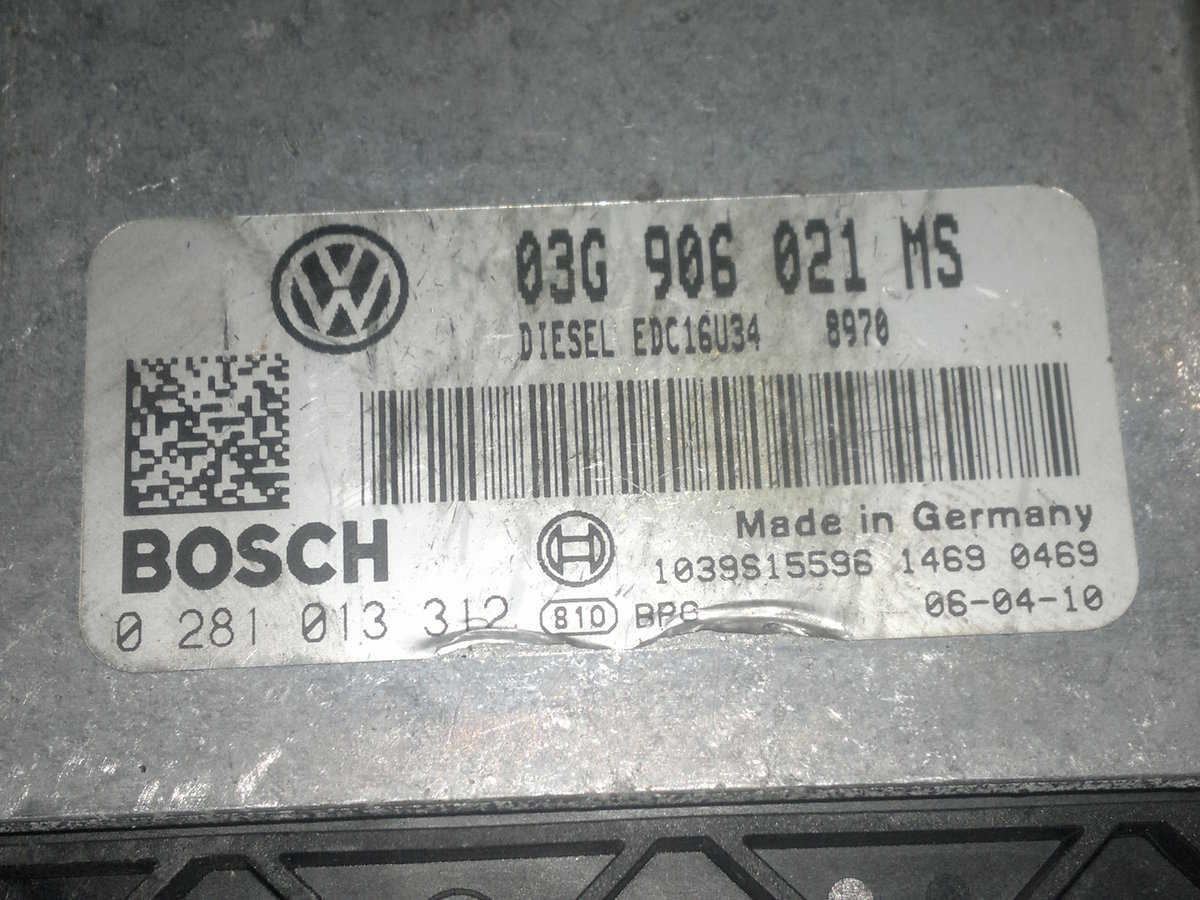 03G 906 021 MS
DIESEL EDC16U34 8970
BOSCH
Made in Germany
1039S15596 1469 0469
0 281 013 312 810
06-04-10